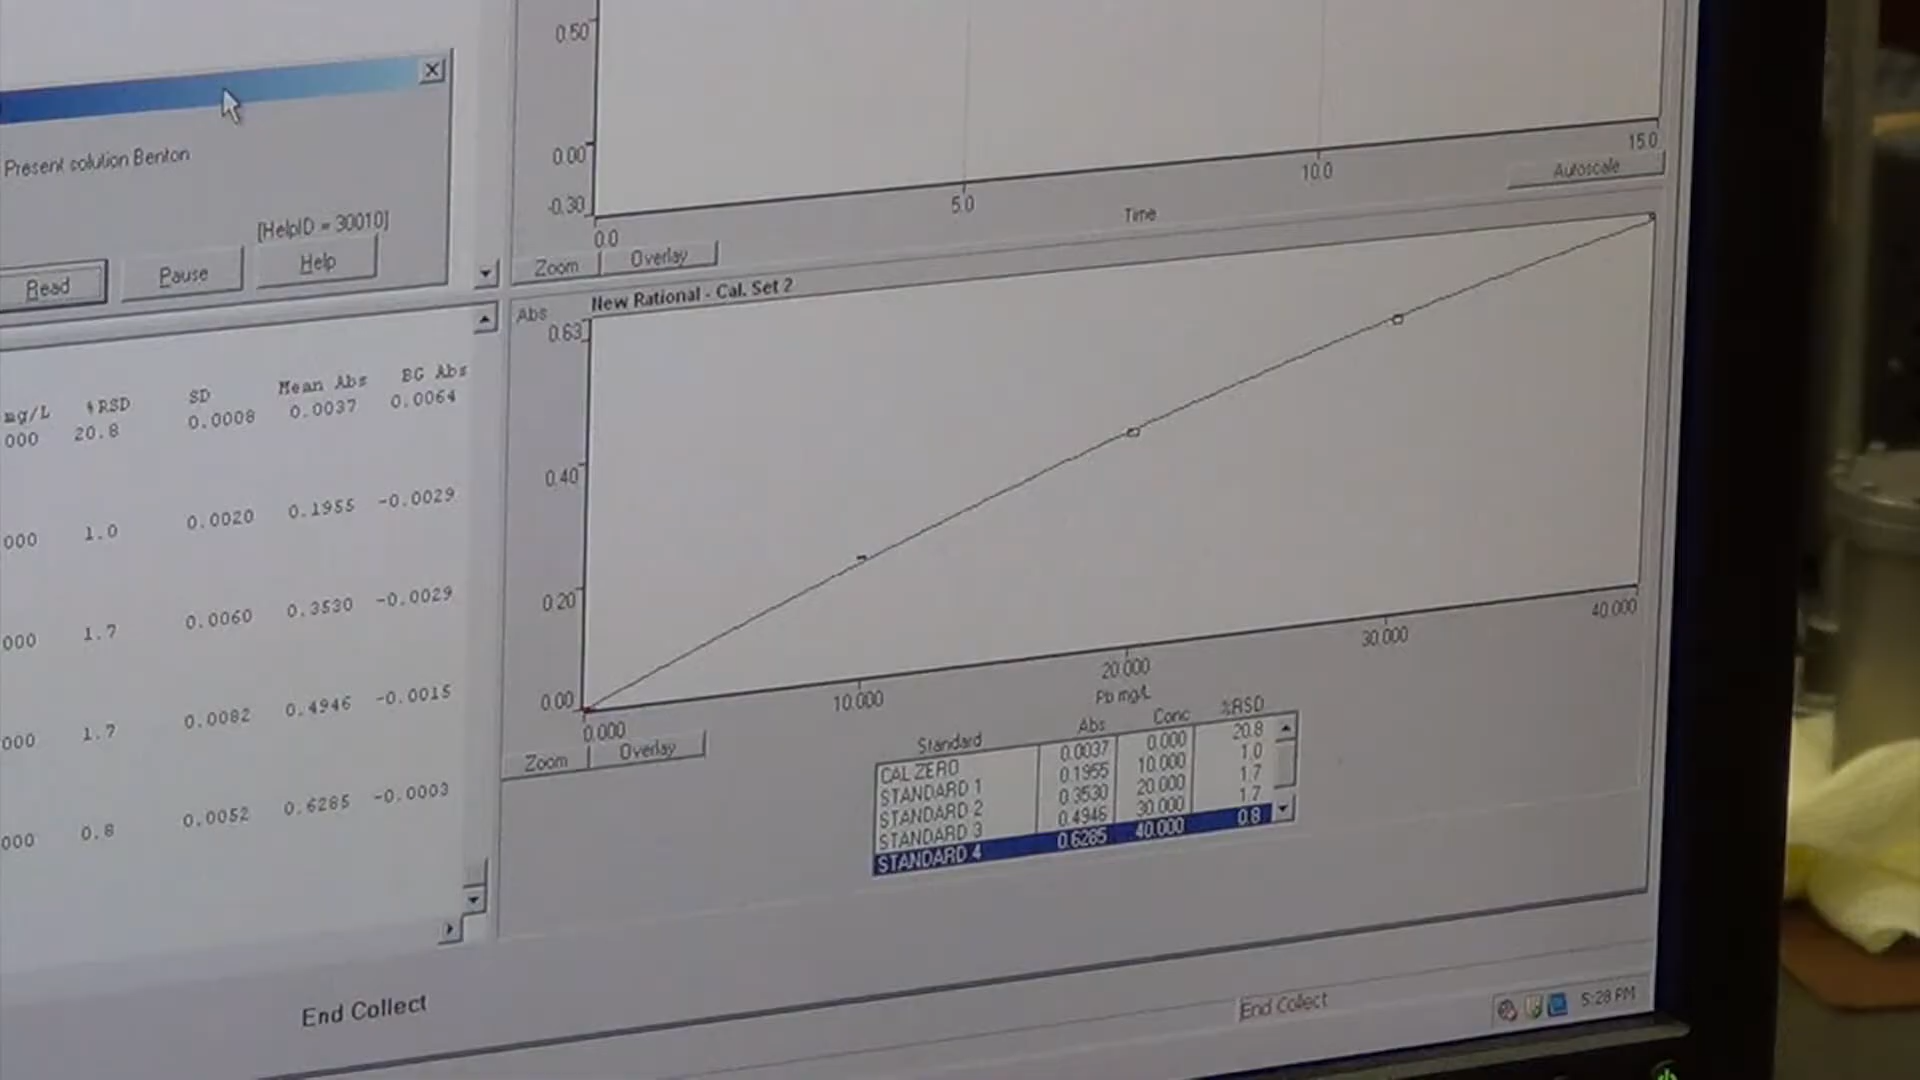 Present solution Benton
[HelpID = 30010]
Read
Pause
Help
mg/L %RSD SD Mean Abs BG Abs
000 20.8 0.0008 0.0037 0.0064
000 1.0 0.0020 0.1955 -0.0029
000 1.7 0.0060 0.3530 -0.0029
000 1.7 0.0082 0.4946 -0.0015
000 0.8 0.0052 0.6285 -0.0003
End Collect
0.50
0.00
-0.30
0.0 5.0 10.0 15.0
Time
Autoscale
Zoom
Overlay
New Rational - Cal. Set 2
Abs
0.63
0.40
0.20
0.00
0.000 10.000 20.000 30.000 40.000
Pb mg/L
Zoom
Overlay
Standard Abs Conc %RSD
CAL ZERO 0.0037 0.000 20.8
STANDARD 1 0.1955 10.000 1.0
STANDARD 2 0.3530 20.000 1.7
STANDARD 3 0.4946 30.000 1.7
STANDARD 4 0.6285 40.000 0.8
End Collect
5:28 PM